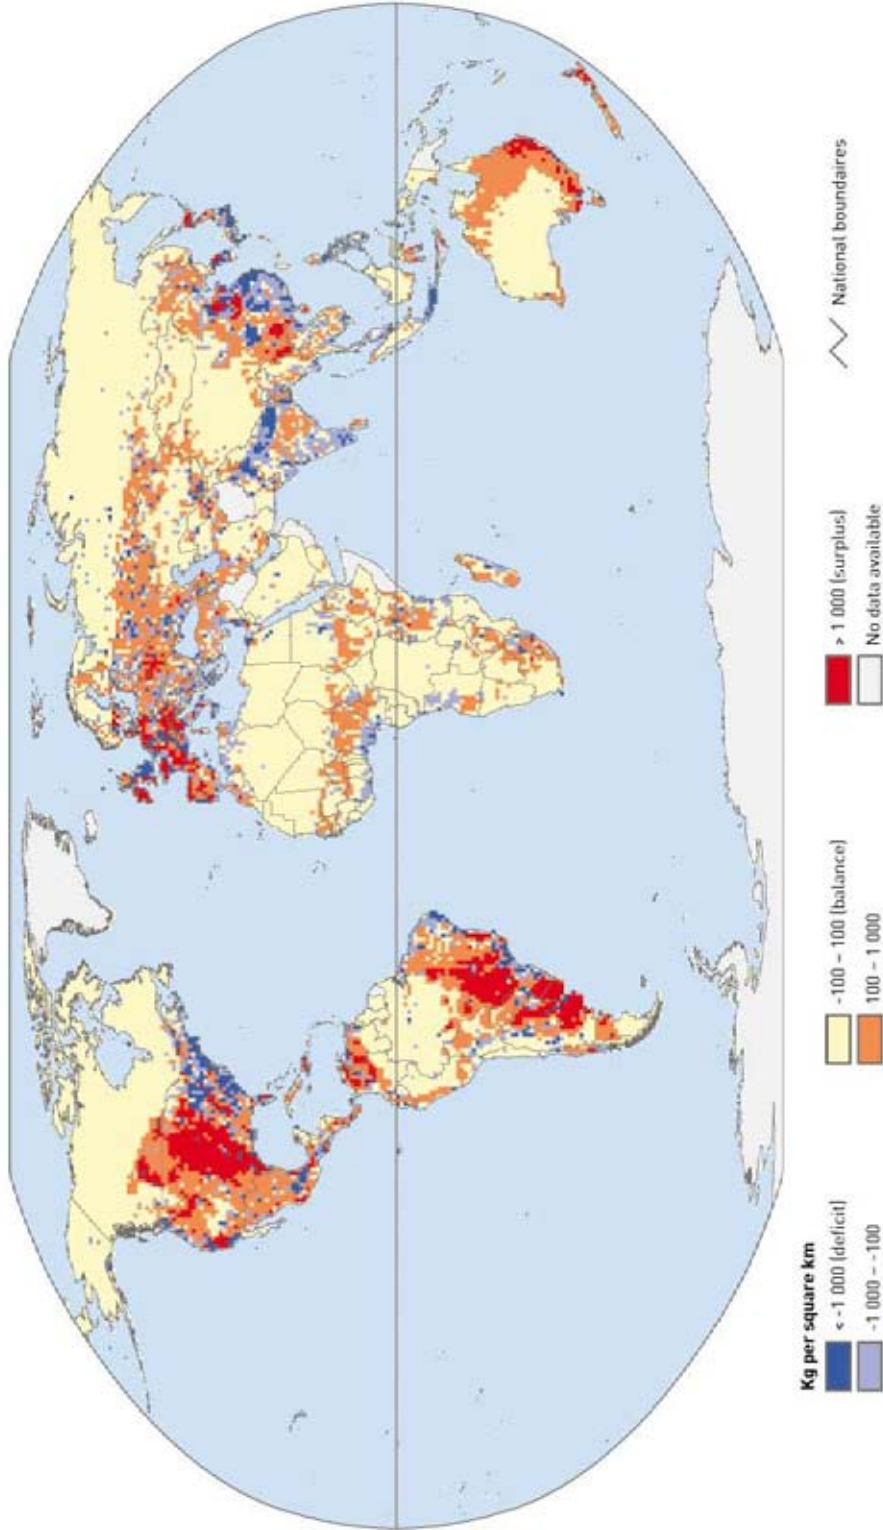 Kg per square km
< -1 000 (deficit)
-1 000 – -100
-100 – 100 (balance)
100 – 1 000
> 1 000 (surplus)
No data available
National boundaires